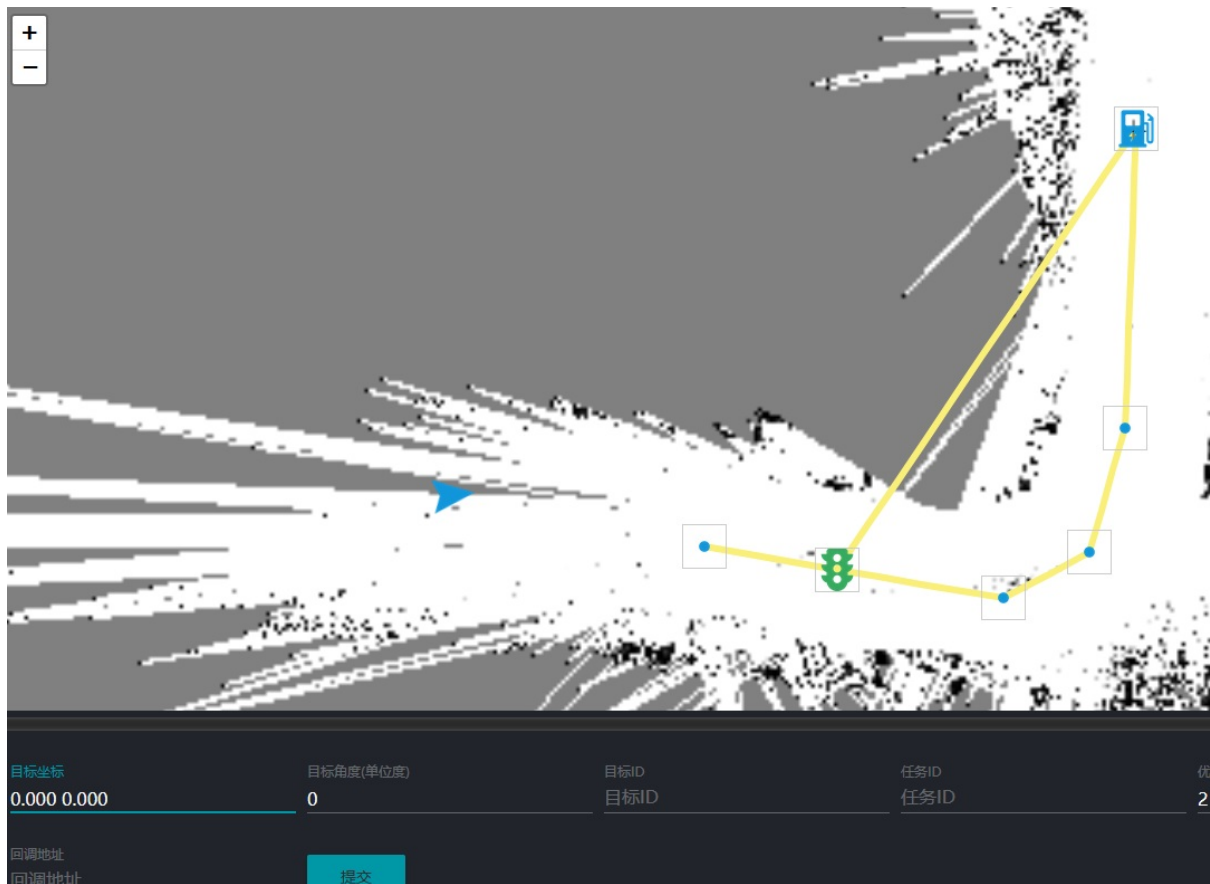 +
−
目标坐标
目标角度(单位度)
目标ID
任务ID
优
0.000 0.000
0
目标ID
任务ID
2
回调地址
回调地址
提交